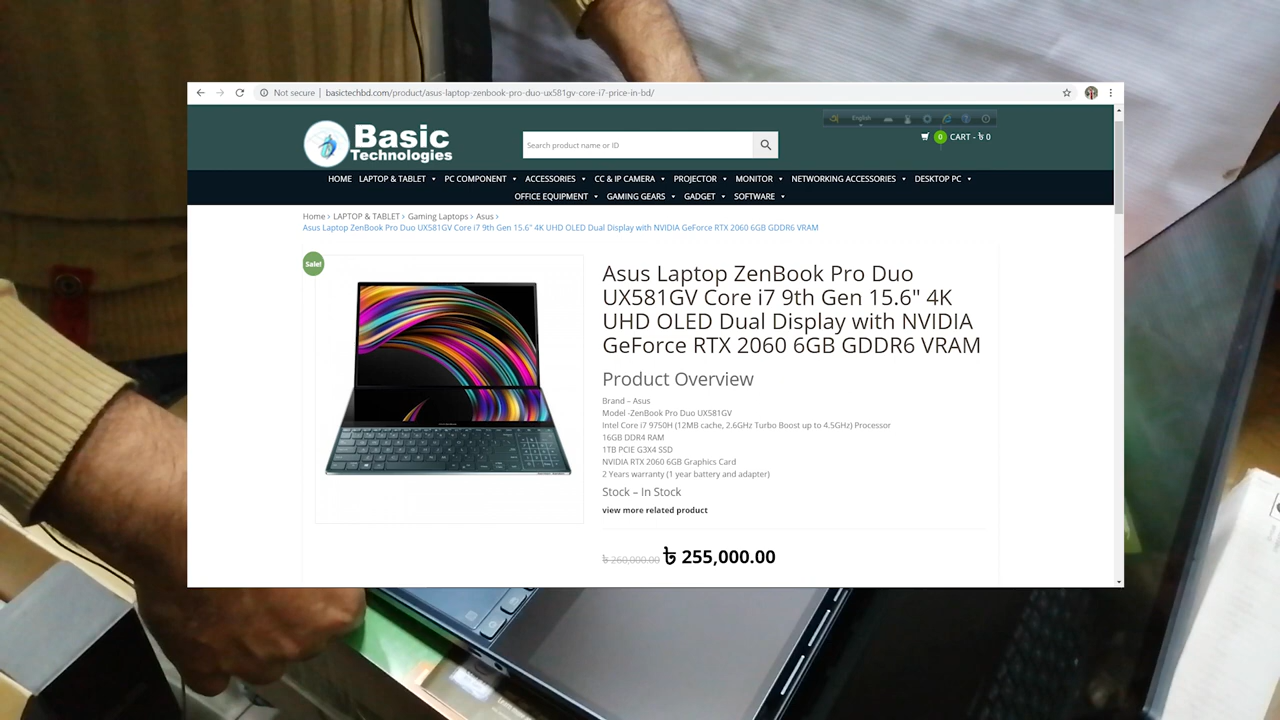 Not secure | basictechbd.com/product/asus-laptop-zenbook-pro-duo-ux581gv-core-i7-price-in-bd/
English
Basic
Technologies
Search product name or ID
0 CART - ৳ 0
HOME LAPTOP & TABLET PC COMPONENT ACCESSORIES CC & IP CAMERA PROJECTOR MONITOR NETWORKING ACCESSORIES DESKTOP PC
OFFICE EQUIPMENT GAMING GEARS GADGET SOFTWARE
Home › LAPTOP & TABLET › Gaming Laptops › Asus ›
Asus Laptop ZenBook Pro Duo UX581GV Core i7 9th Gen 15.6" 4K UHD OLED Dual Display with NVIDIA GeForce RTX 2060 6GB GDDR6 VRAM
Sale!
Asus Laptop ZenBook Pro Duo
UX581GV Core i7 9th Gen 15.6" 4K
UHD OLED Dual Display with NVIDIA
GeForce RTX 2060 6GB GDDR6 VRAM
Product Overview
Brand – Asus
Model -ZenBook Pro Duo UX581GV
Intel Core i7 9750H (12MB cache, 2.6GHz Turbo Boost up to 4.5GHz) Processor
16GB DDR4 RAM
1TB PCIE G3X4 SSD
NVIDIA RTX 2060 6GB Graphics Card
2 Years warranty (1 year battery and adapter)
Stock – In Stock
view more related product
৳ 260,000.00 ৳ 255,000.00